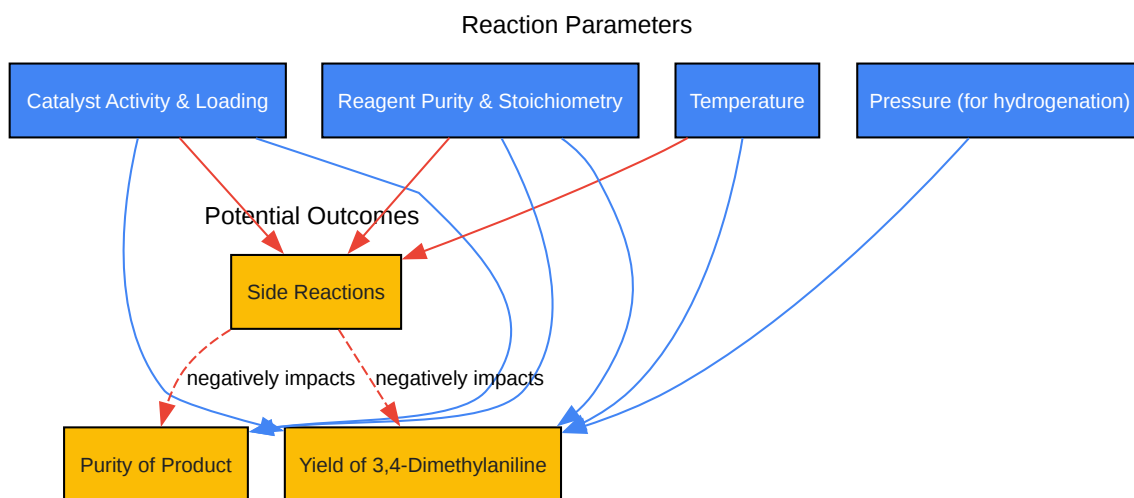 Reaction Parameters
Catalyst Activity & Loading
Reagent Purity & Stoichiometry
Temperature
Pressure (for hydrogenation)
Potential Outcomes
Side Reactions
negatively impacts
negatively impacts
Purity of Product
Yield of 3,4-Dimethylaniline